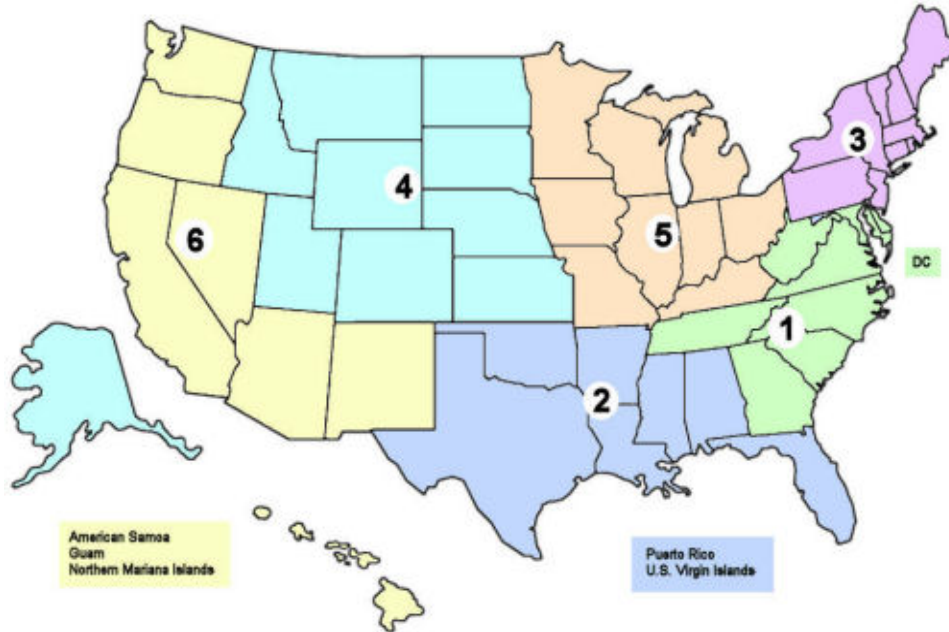 3
4
6
5
DC
1
2
American Samoa
Guam
Northern Mariana Islands
Puerto Rico
U.S. Virgin Islands